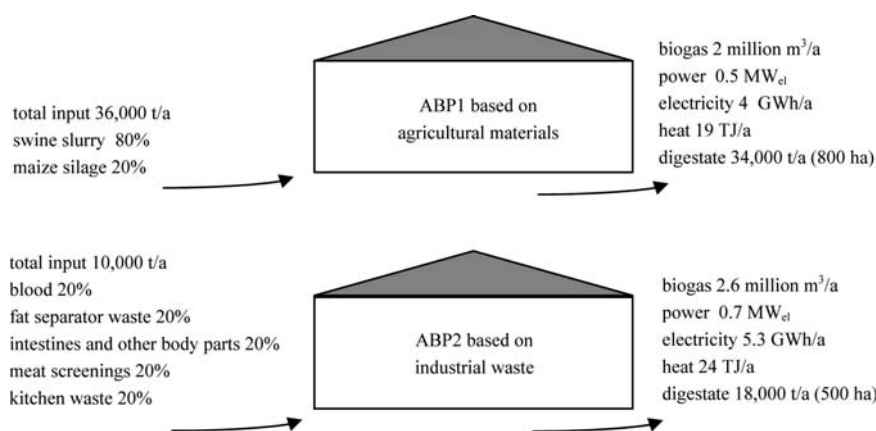 total input 36,000 t/a
swine slurry 80%
maize silage 20%
ABP1 based on
agricultural materials
biogas 2 million m³/a
power 0.5 MWₑₗ
electricity 4 GWh/a
heat 19 TJ/a
digestate 34,000 t/a (800 ha)
total input 10,000 t/a
blood 20%
fat separator waste 20%
intestines and other body parts 20%
meat screenings 20%
kitchen waste 20%
ABP2 based on
industrial waste
biogas 2.6 million m³/a
power 0.7 MWₑₗ
electricity 5.3 GWh/a
heat 24 TJ/a
digestate 18,000 t/a (500 ha)